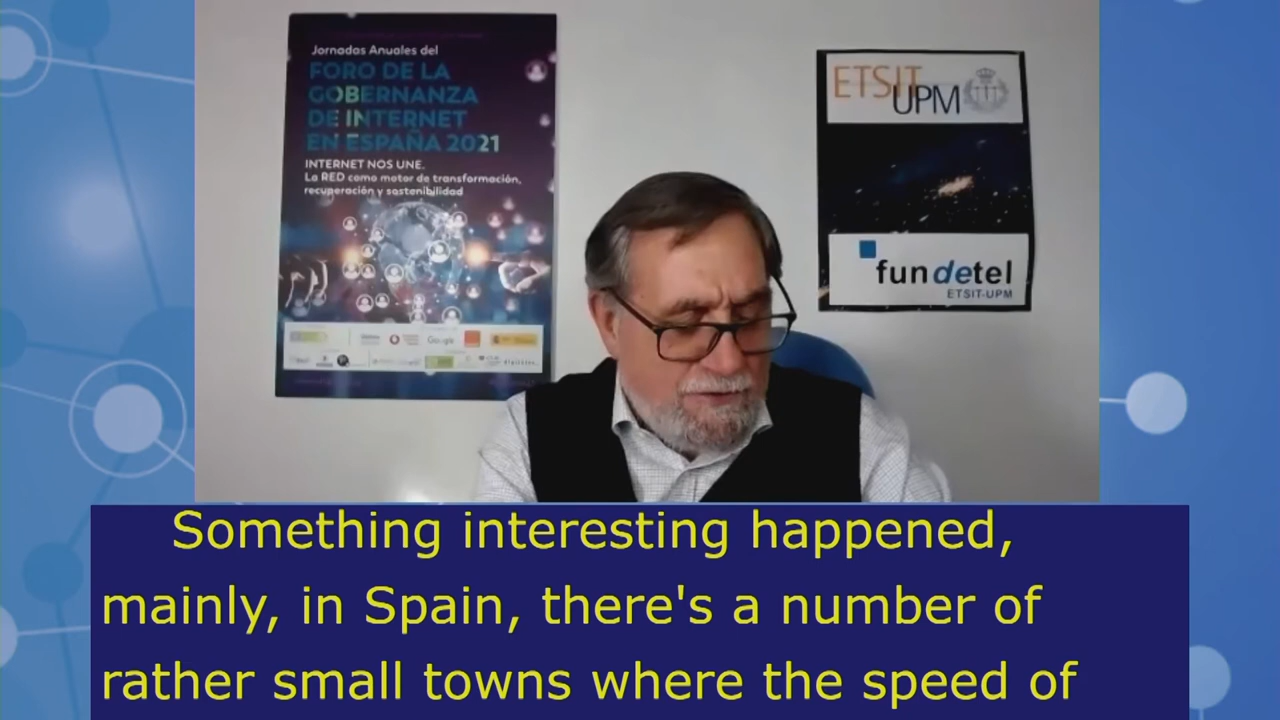 Jornadas Anuales del
FORO DE LA
GOBERNANZA
DE INTERNET
EN ESPAÑA 2021
INTERNET NOS UNE.
La RED como motor de transformación,
recuperación y sostenibilidad
Google
ETSIT
UPM
fundetel
ETSIT-UPM
Something interesting happened,
mainly, in Spain, there's a number of
rather small towns where the speed of